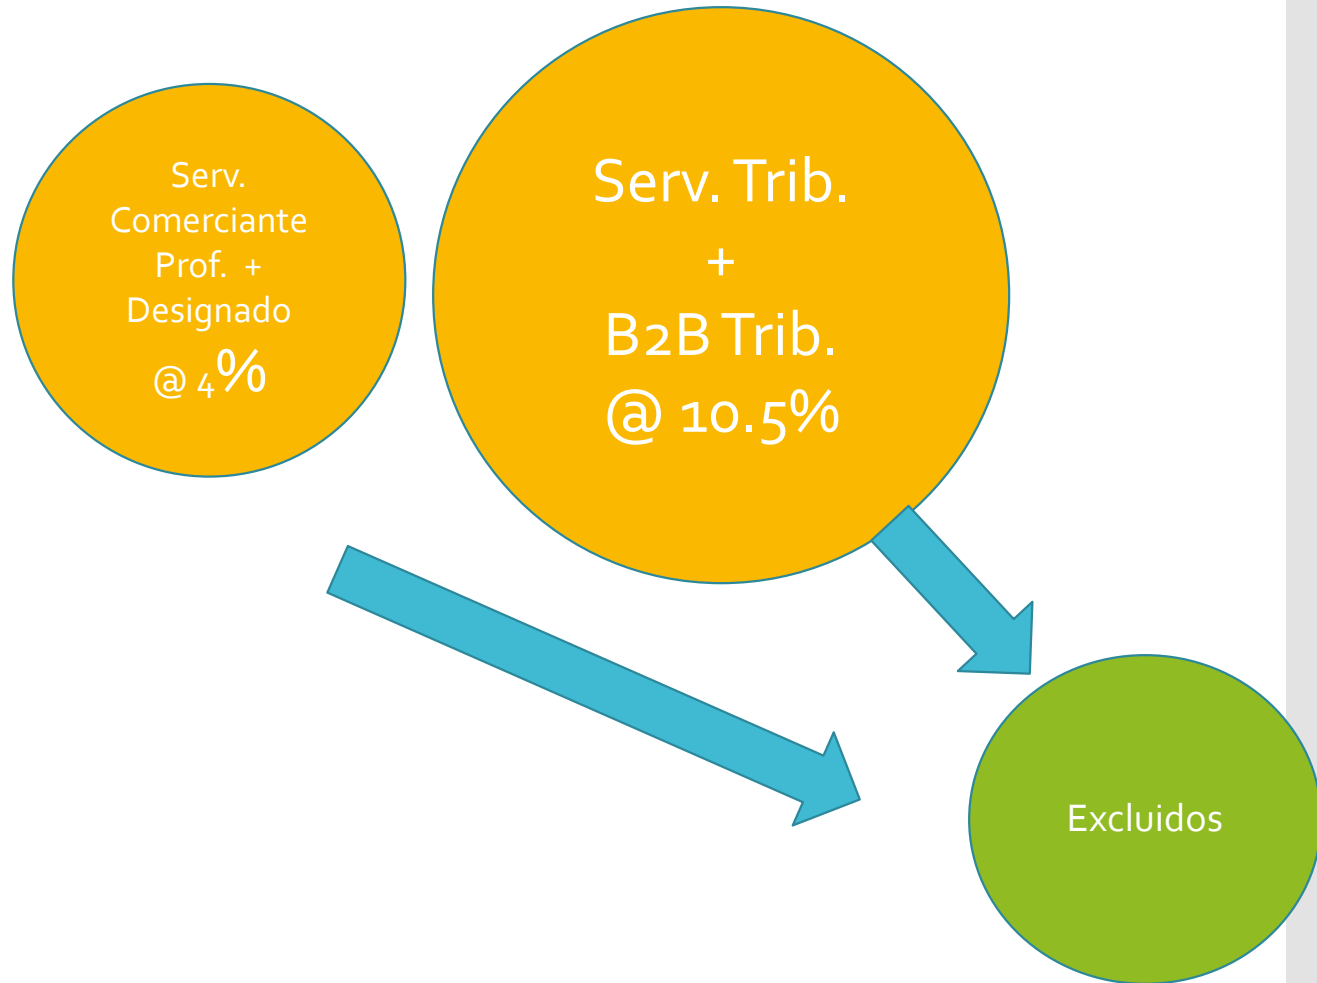 Serv.
Comerciante
Prof. +
Designado
@ 4%
Serv. Trib.
+
B2B Trib.
@ 10.5%
Excluidos